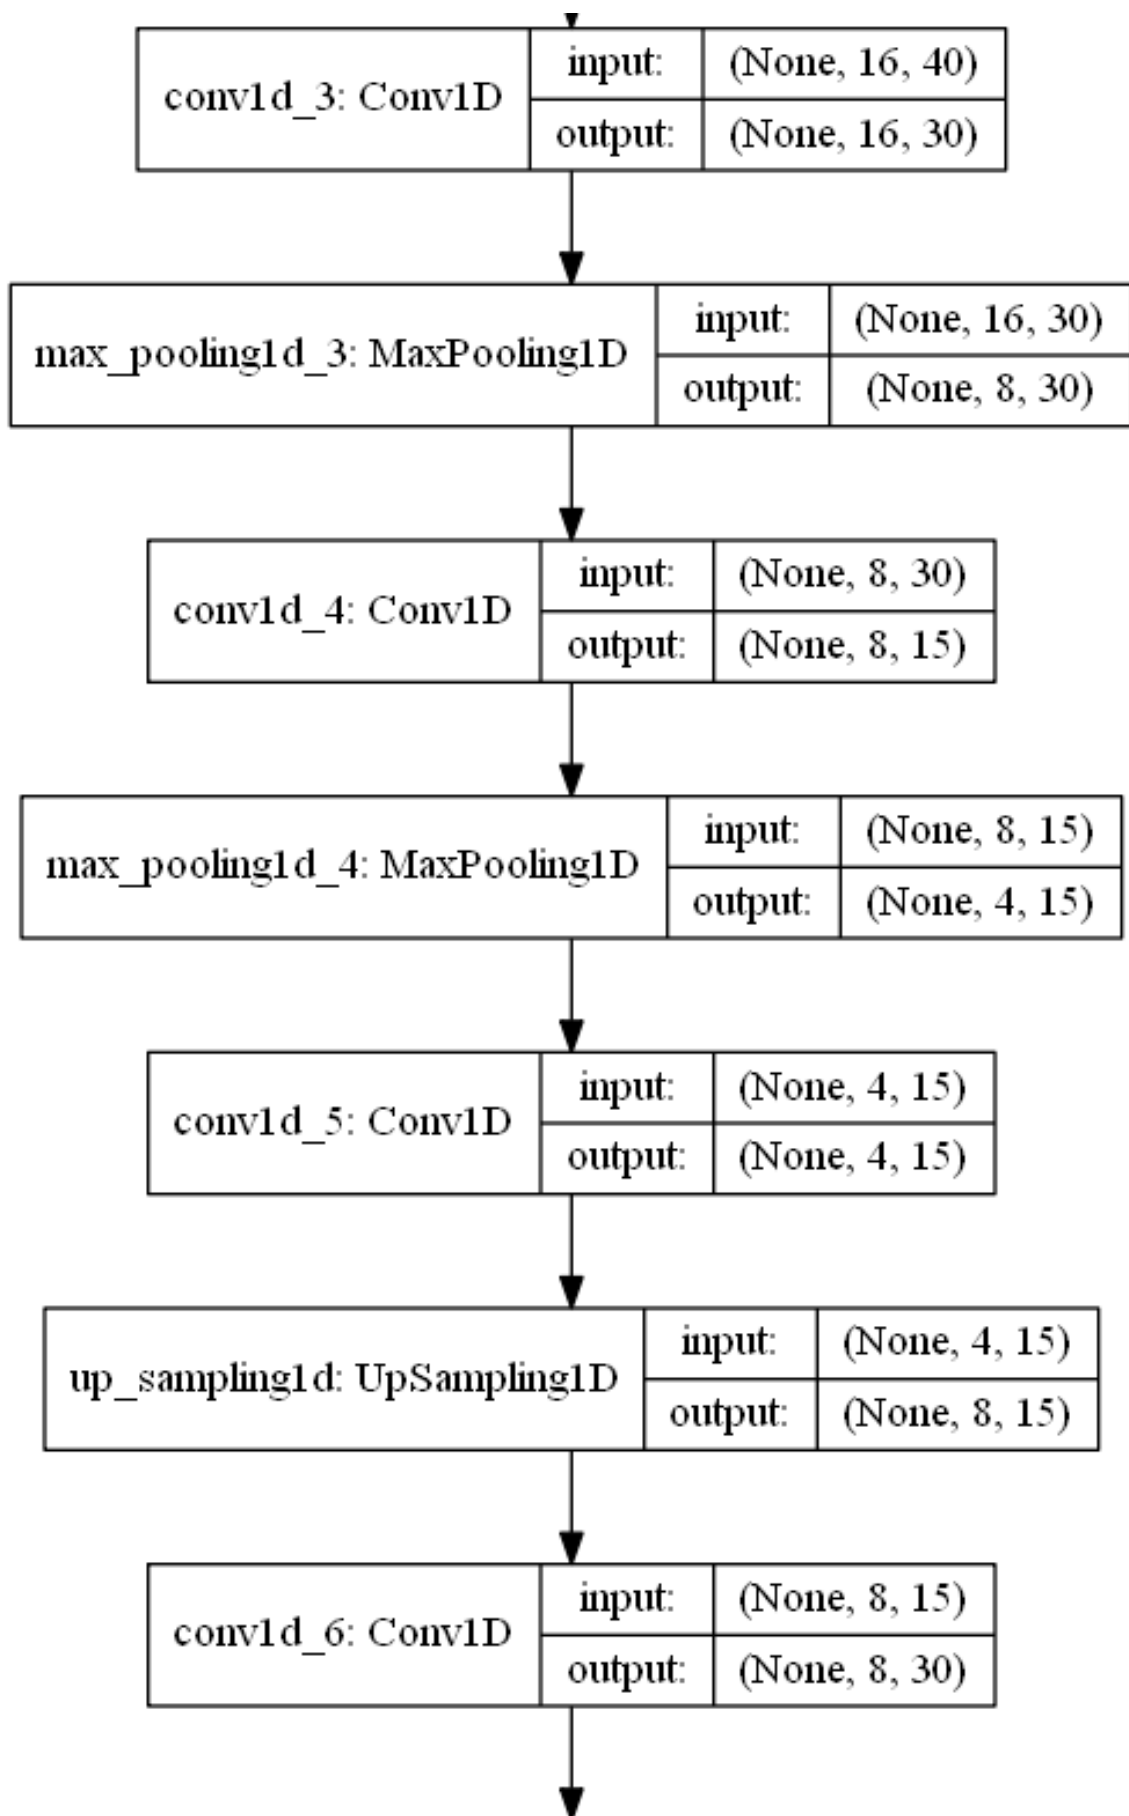 conv1d_3: Conv1D
input: (None, 16, 40)
output: (None, 16, 30)
max_pooling1d_3: MaxPooling1D
input: (None, 16, 30)
output: (None, 8, 30)
conv1d_4: Conv1D
input: (None, 8, 30)
output: (None, 8, 15)
max_pooling1d_4: MaxPooling1D
input: (None, 8, 15)
output: (None, 4, 15)
conv1d_5: Conv1D
input: (None, 4, 15)
output: (None, 4, 15)
up_sampling1d: UpSampling1D
input: (None, 4, 15)
output: (None, 8, 15)
conv1d_6: Conv1D
input: (None, 8, 15)
output: (None, 8, 30)